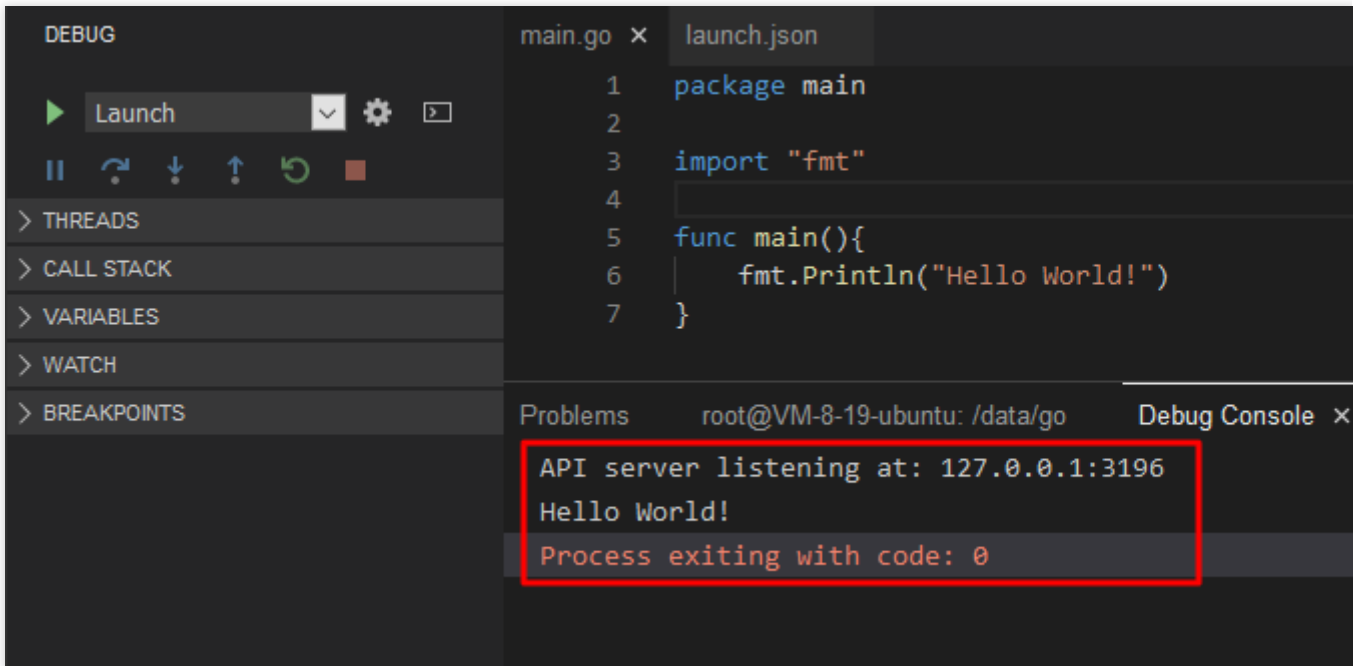 DEBUG
Launch
THREADS
CALL STACK
VARIABLES
WATCH
BREAKPOINTS
main.go × launch.json
1 package main
2
3 import "fmt"
4
5 func main(){
6     fmt.Println("Hello World!")
7 }
Problems root@VM-8-19-ubuntu: /data/go Debug Console ×
API server listening at: 127.0.0.1:3196
Hello World!
Process exiting with code: 0